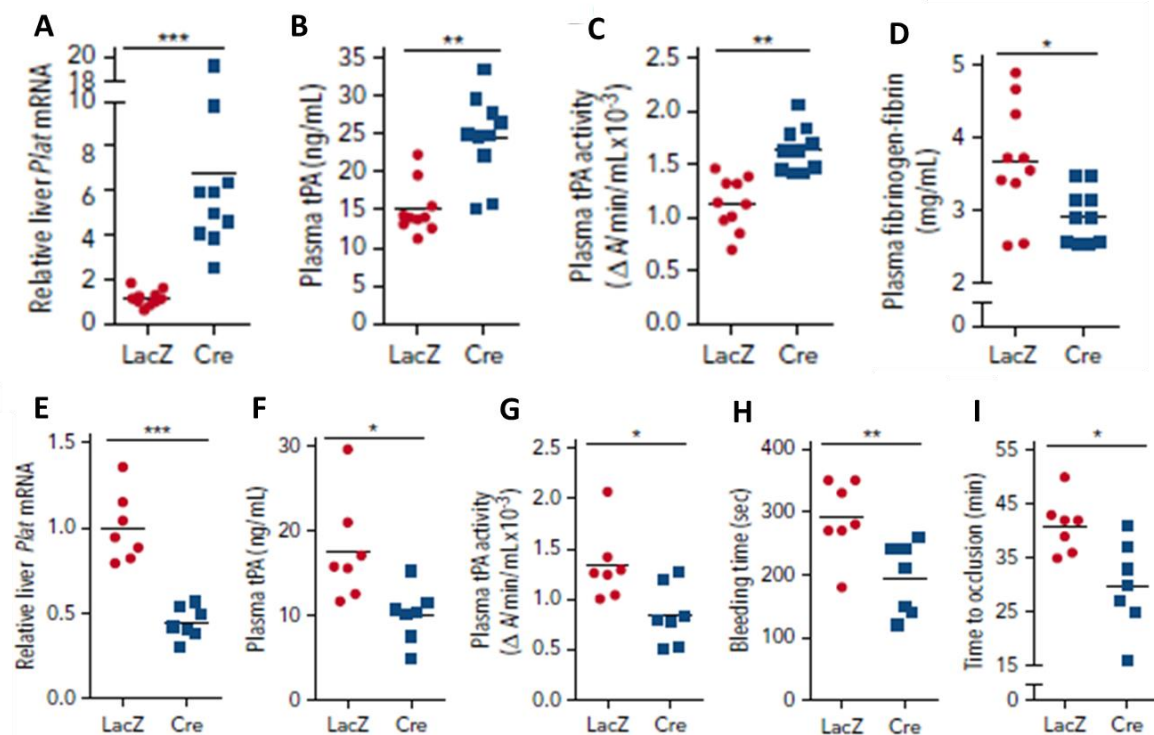 A
Relative liver Plat mRNA
***
20
18
10
8
6
4
2
0
LacZ Cre
B
Plasma tPA (ng/mL)
**
35
30
25
20
15
10
5
0
LacZ Cre
C
Plasma tPA activity
(Δ A/min/mLx10⁻³)
**
2.5
2.0
1.5
1.0
0.5
0.0
LacZ Cre
D
Plasma fibrinogen-fibrin
(mg/mL)
*
5
4
3
2
0
LacZ Cre
E
Relative liver Plat mRNA
***
1.5
1.0
0.5
0.0
LacZ Cre
F
Plasma tPA (ng/mL)
*
30
20
10
0
LacZ Cre
G
Plasma tPA activity
(Δ A/min/mLx10⁻³)
*
2.5
2.0
1.5
1.0
0.5
0.0
LacZ Cre
H
Bleeding time (sec)
**
400
300
200
100
0
LacZ Cre
I
Time to occlusion (min)
*
55
45
35
25
15
0
LacZ Cre